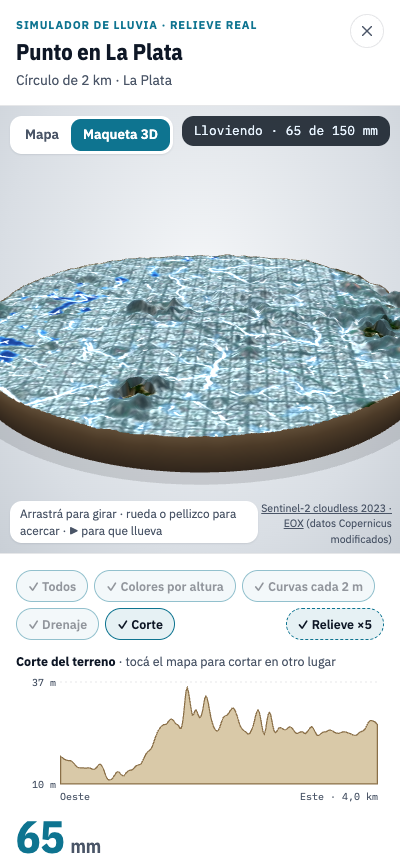 SIMULADOR DE LLUVIA · RELIEVE REAL
Punto en La Plata
Círculo de 2 km · La Plata
Mapa
Maqueta 3D
Lloviendo · 65 de 150 mm
Arrastrá para girar · rueda o pellizco para
acercar · ▶ para que llueva
Sentinel-2 cloudless 2023 ·
EOX (datos Copernicus
modificados)
✓ Todos
✓ Colores por altura
✓ Curvas cada 2 m
✓ Drenaje
✓ Corte
✓ Relieve ×5
Corte del terreno · tocá el mapa para cortar en otro lugar
37 m
10 m
Oeste
Este · 4,0 km
65 mm